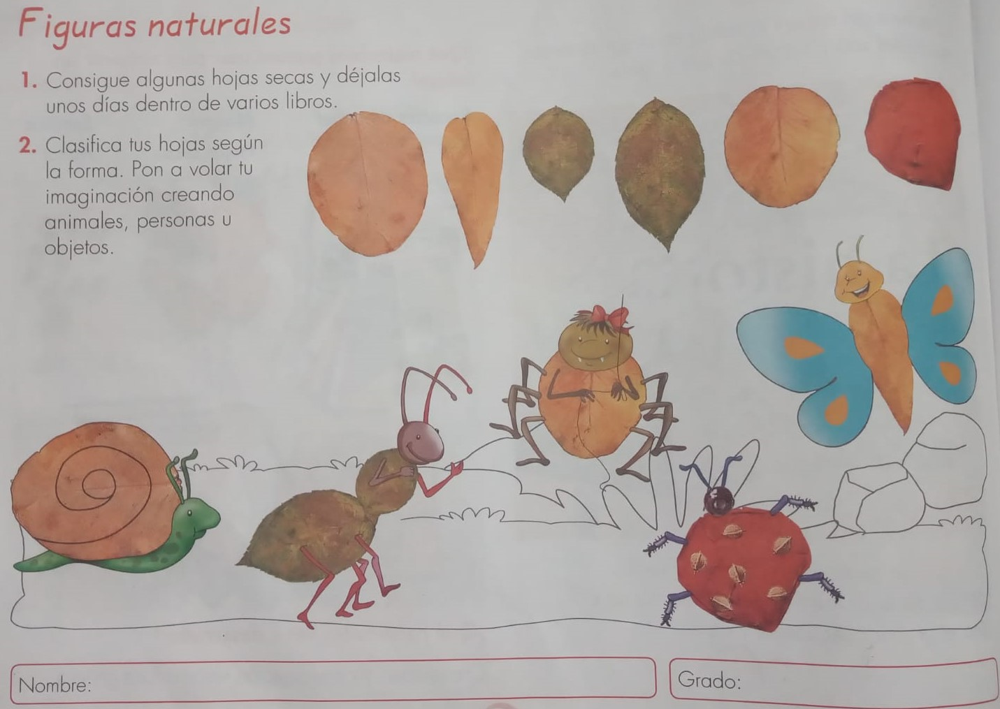 Figuras naturales
1. Consigue algunas hojas secas y déjalas
unos días dentro de varios libros.
2. Clasifica tus hojas según
la forma. Pon a volar tu
imaginación creando
animales, personas u
objetos.
Nombre:
Grado: